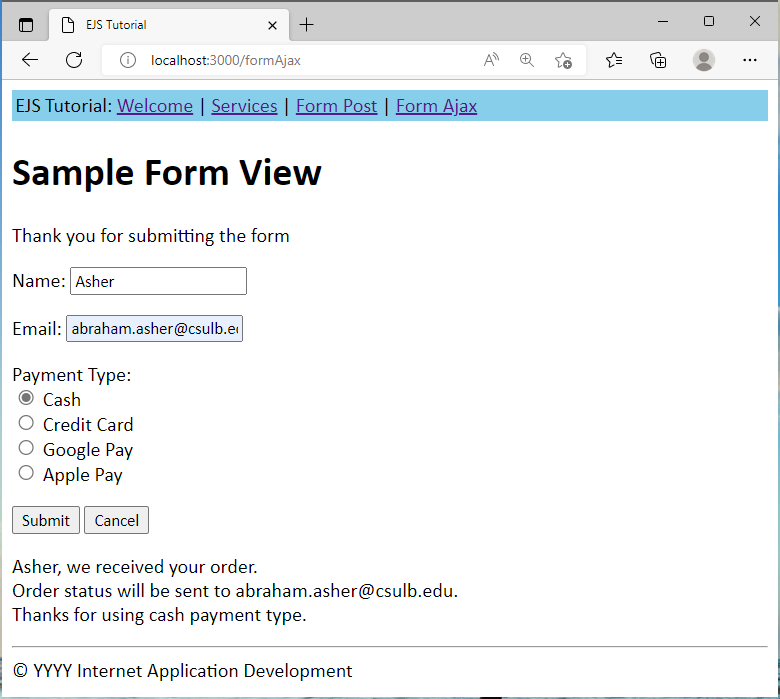 EJS Tutorial
localhost:3000/formAjax
EJS Tutorial: Welcome | Services | Form Post | Form Ajax
Sample Form View
Thank you for submitting the form
Name: Asher
Email: abraham.asher@csulb.e
Payment Type:
Cash
Credit Card
Google Pay
Apple Pay
Submit Cancel
Asher, we received your order.
Order status will be sent to abraham.asher@csulb.edu.
Thanks for using cash payment type.
© YYYY Internet Application Development